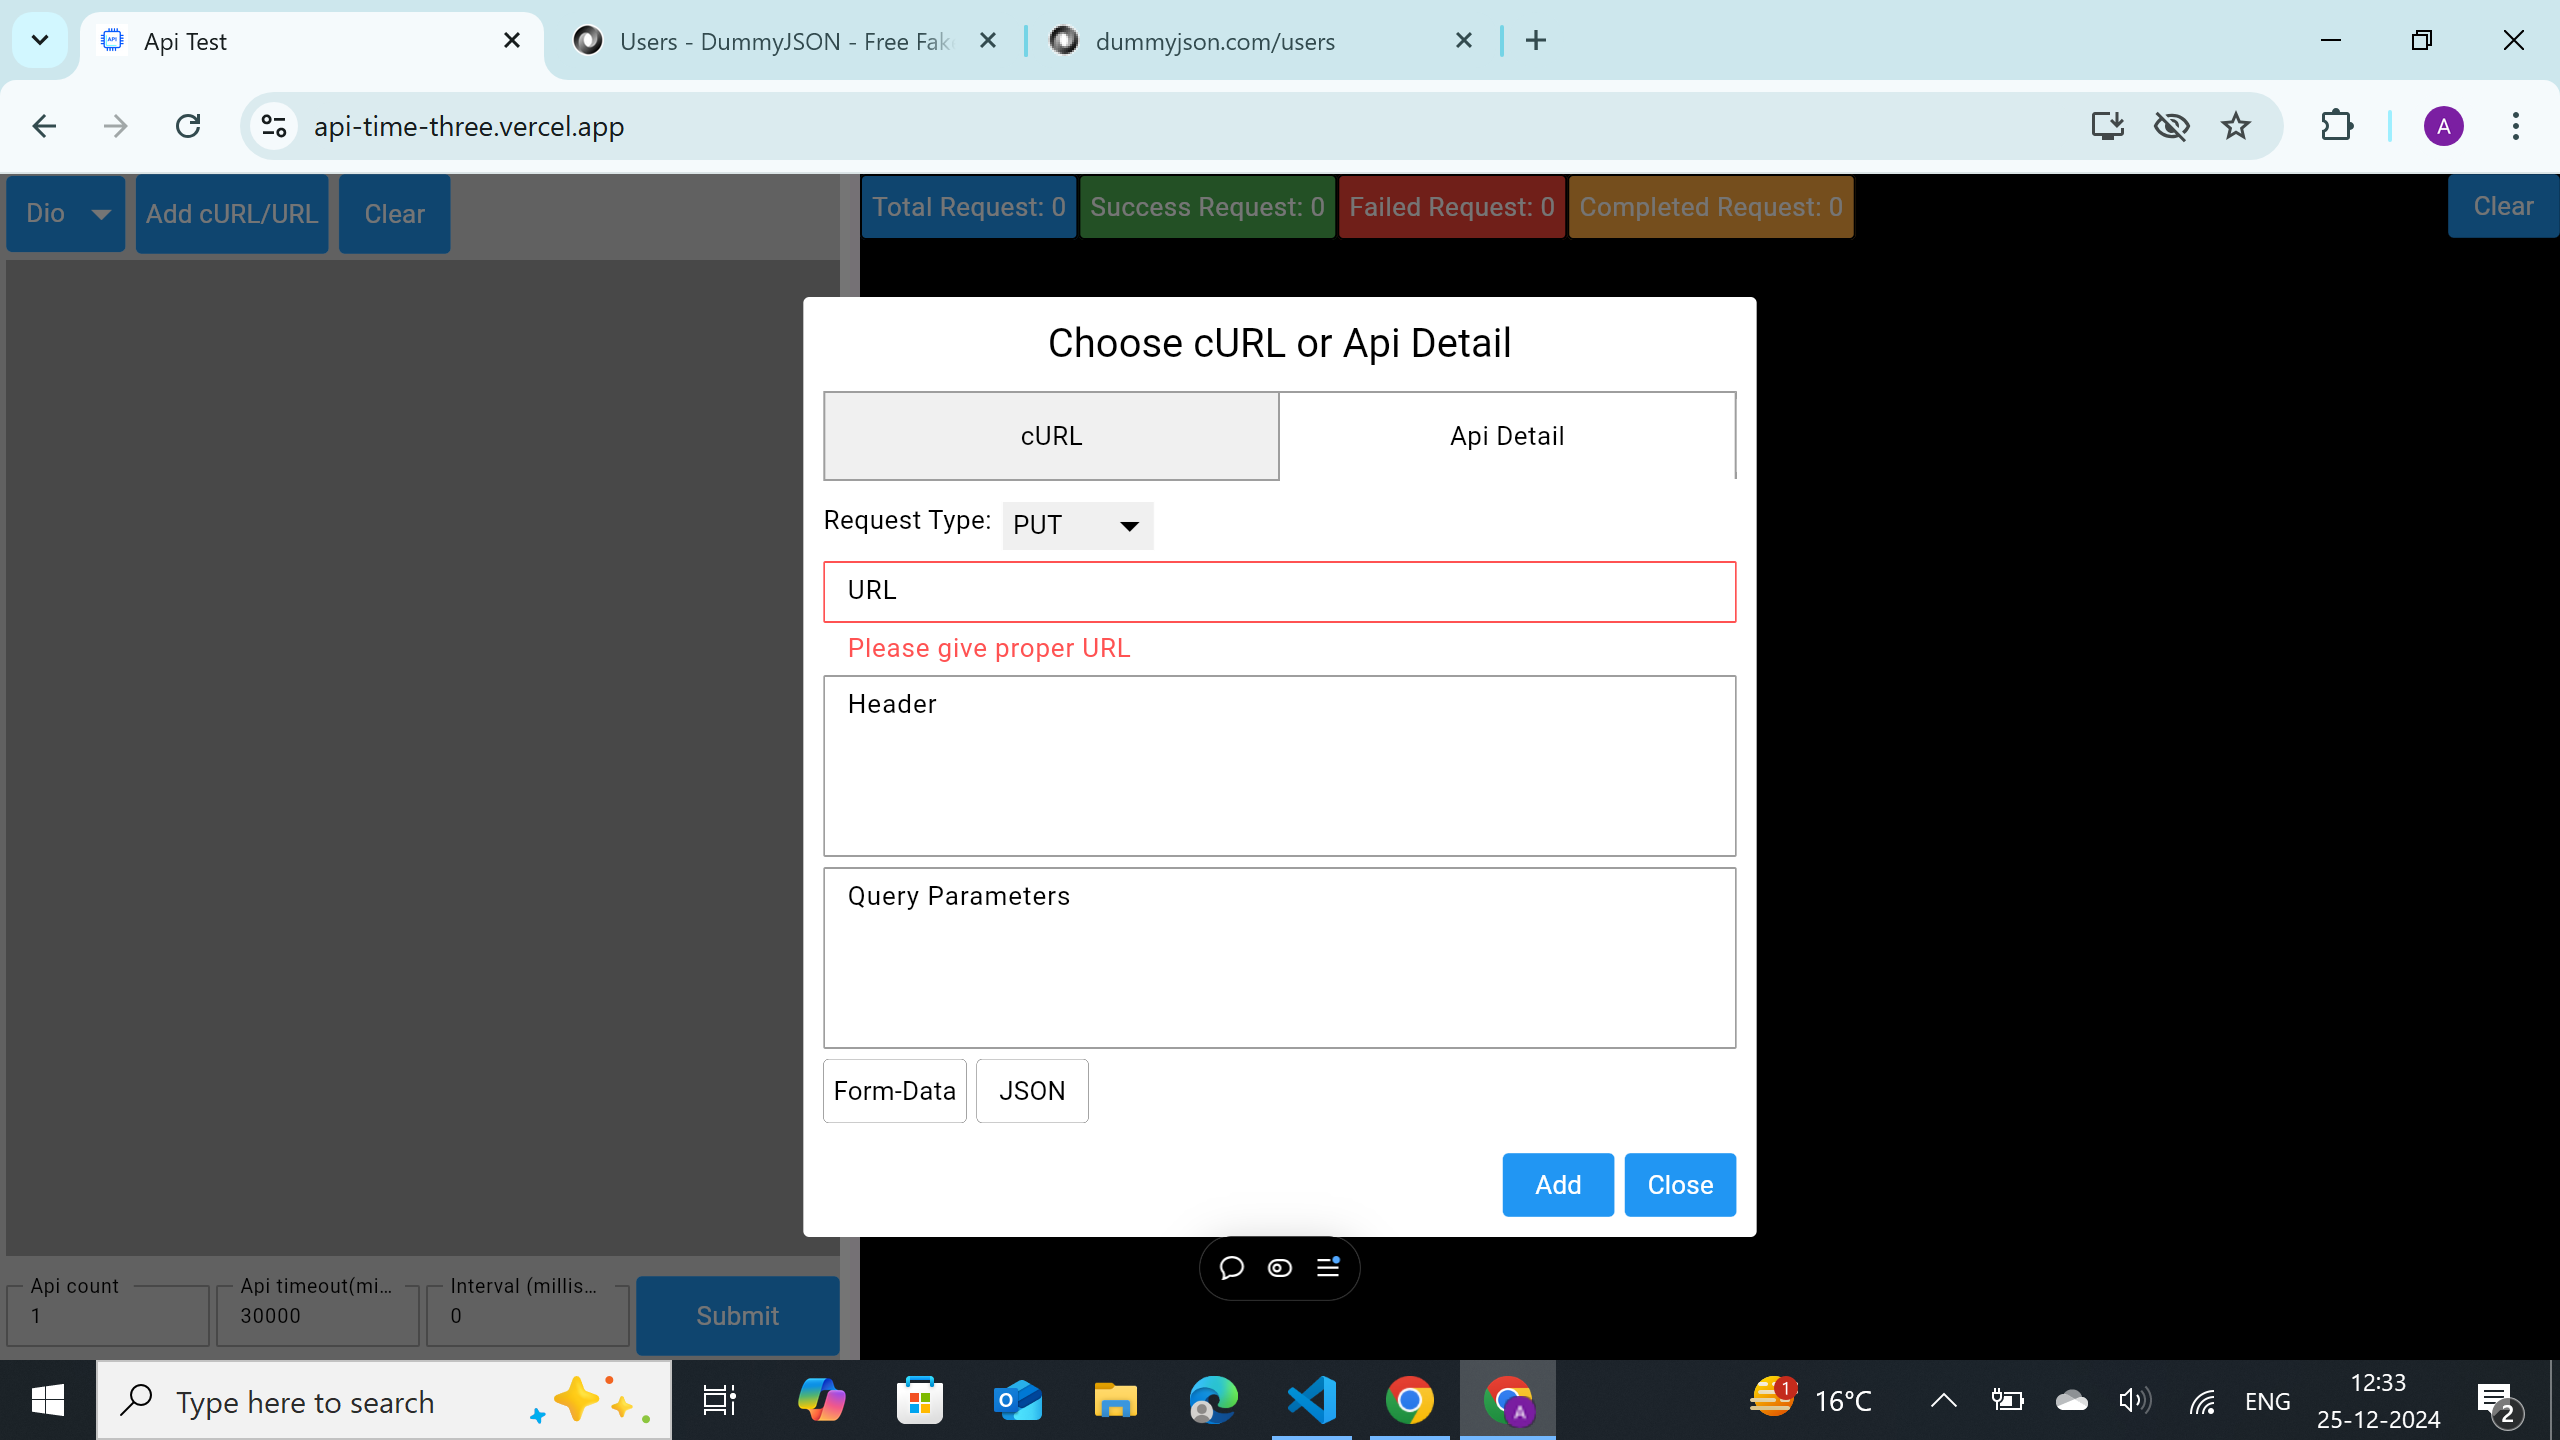 Api Test
Users - DummyJSON - Free Fak
dummyjson.com/users
api-time-three.vercel.app
A
Dio
Add cURL/URL
Clear
Total Request: 0
Success Request: 0
Failed Request: 0
Completed Request: 0
Clear
Choose cURL or Api Detail
cURL
Api Detail
Request Type:
PUT
URL
Please give proper URL
Header
Query Parameters
Form-Data
JSON
Add
Close
Api count
1
Api timeout(mi...
30000
Interval (millis...
0
Submit
Type here to search
1
16°C
ENG
12:33
25-12-2024
2